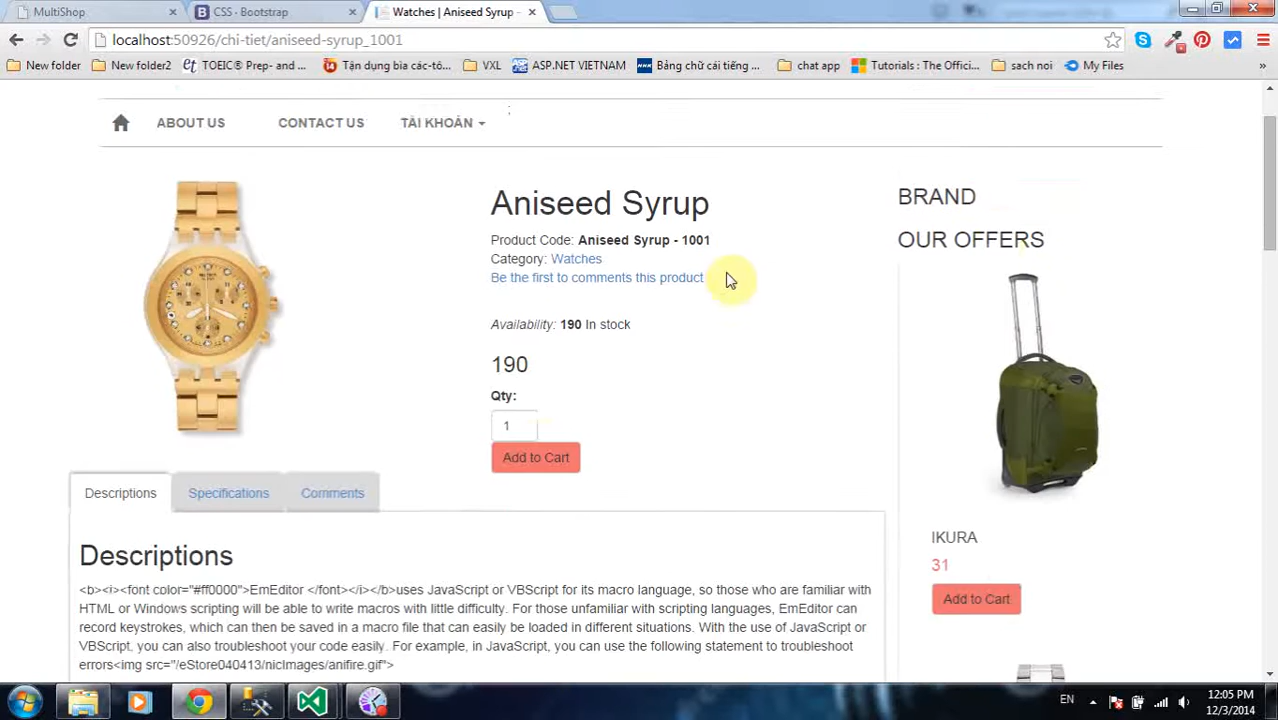 MultiShop
CSS · Bootstrap
Watches | Aniseed Syrup -
localhost:50926/chi-tiet/aniseed-syrup_1001
New folder
New folder2
TOEIC® Prep- and ...
Tận dụng bìa các-tô...
VXL
ASP.NET VIETNAM
Bảng chữ cái tiếng ...
chat app
Tutorials : The Offici...
sach noi
My Files
»
ABOUT US
CONTACT US
TÀI KHOẢN
Aniseed Syrup
Product Code: Aniseed Syrup - 1001
Category: Watches
Be the first to comments this product
Availability: 190 In stock
190
Qty:
1
Add to Cart
BRAND
OUR OFFERS
IKURA
31
Add to Cart
Descriptions
Specifications
Comments
Descriptions
<b><i><font color="#ff0000">EmEditor </font></i></b>uses JavaScript or VBScript for its macro language, so those who are familiar with
HTML or Windows scripting will be able to write macros with little difficulty. For those unfamiliar with scripting languages, EmEditor can
record keystrokes, which can then be saved in a macro file that can easily be loaded in different situations. With the use of JavaScript or
VBScript, you can also troubleshoot your code easily. For example, in JavaScript, you can use the following statement to troubleshoot
errors<img src="/eStore040413/nicImages/anifire.gif">
EN
12:05 PM
12/3/2014